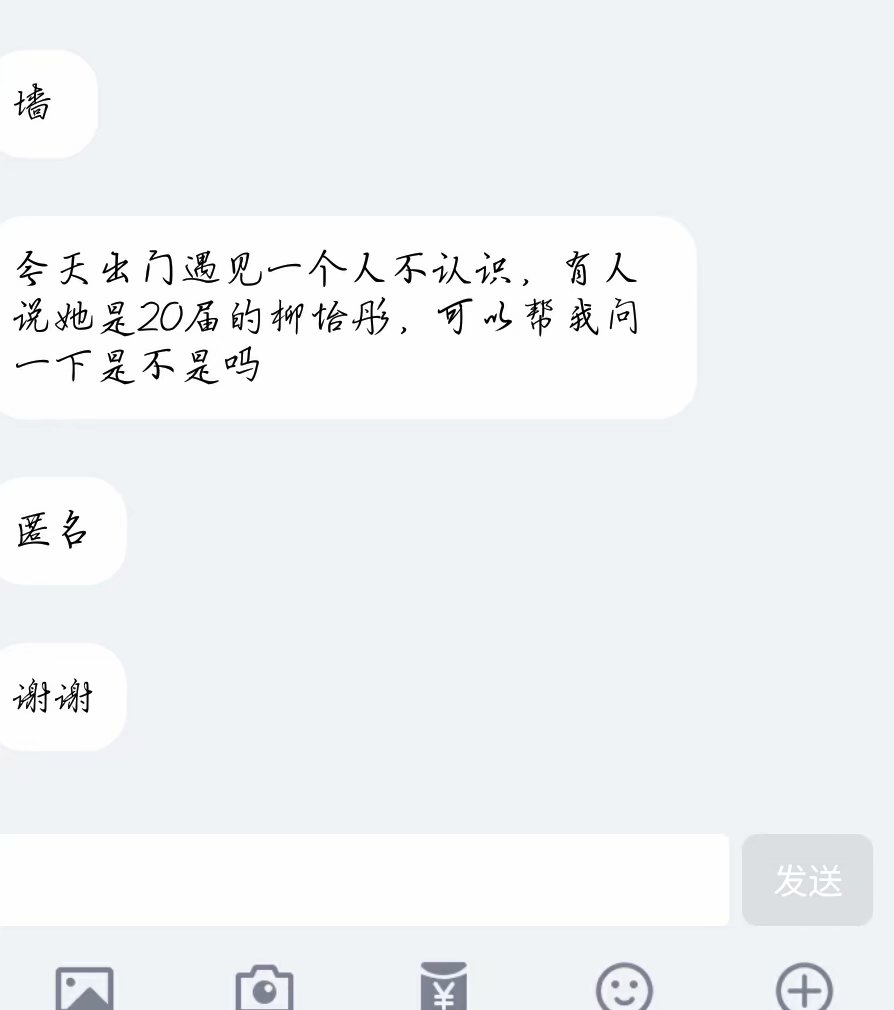 墙
今天出门遇见一个人不认识，有人
说她是20届的柳怡彤，可以帮我问
一下是不是吗
匿名
谢谢
发送